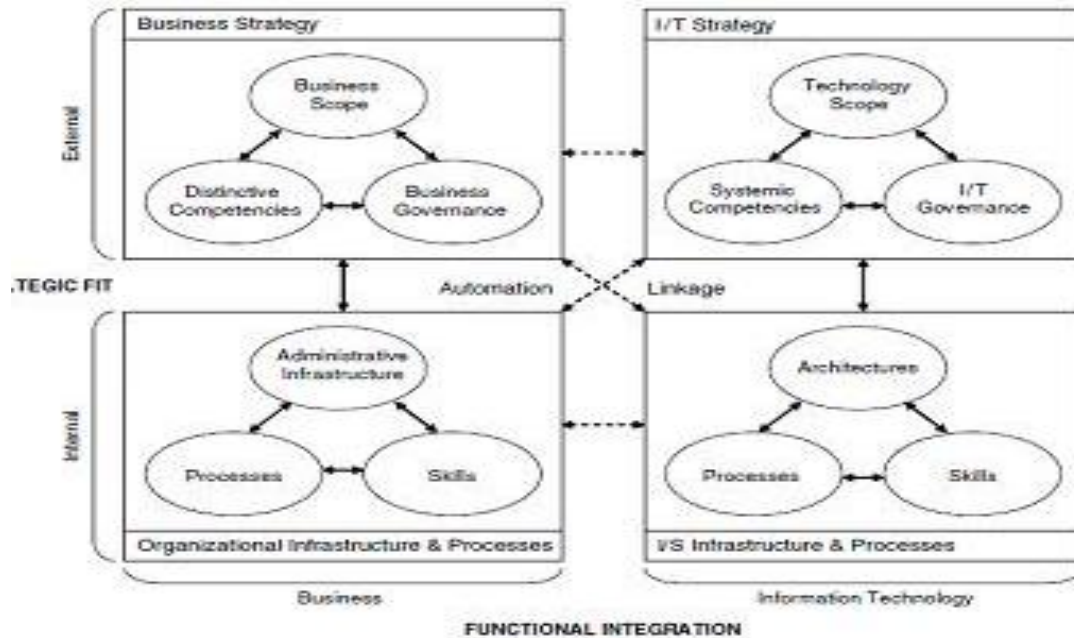 Business Strategy
I/T Strategy
Business
Scope
Technology
Scope
External
Distinctive
Competencies
Business
Governance
Systemic
Competencies
I/T
Governance
.TEGIC FIT
Automation
Linkage
Administrative
Infrastructure
Architectures
Internal
Processes
Skills
Processes
Skills
Organizational Infrastructure & Processes
I/S Infrastructure & Processes
Business
Information Technology
FUNCTIONAL INTEGRATION